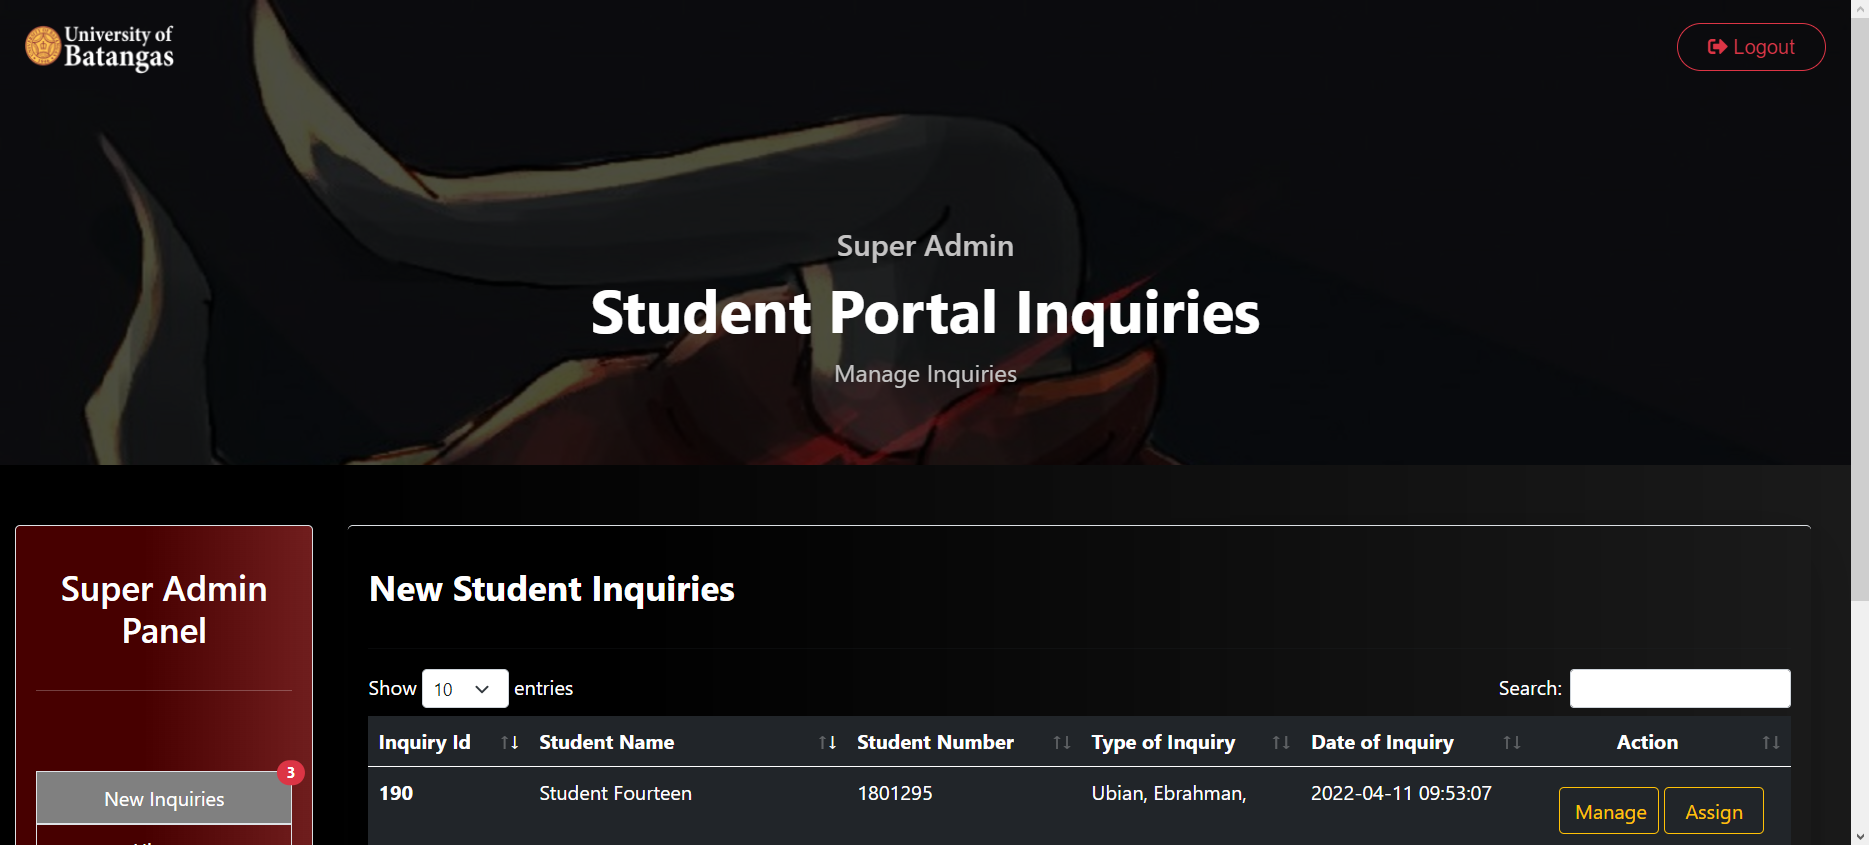 University of
Batangas
Logout
Super Admin
Student Portal Inquiries
Manage Inquiries
Super Admin
Panel
3
New Inquiries
New Student Inquiries
Show 10 entries
Search:
Inquiry Id Student Name Student Number Type of Inquiry Date of Inquiry Action
190 Student Fourteen 1801295 Ubian, Ebrahman, 2022-04-11 09:53:07 Manage Assign